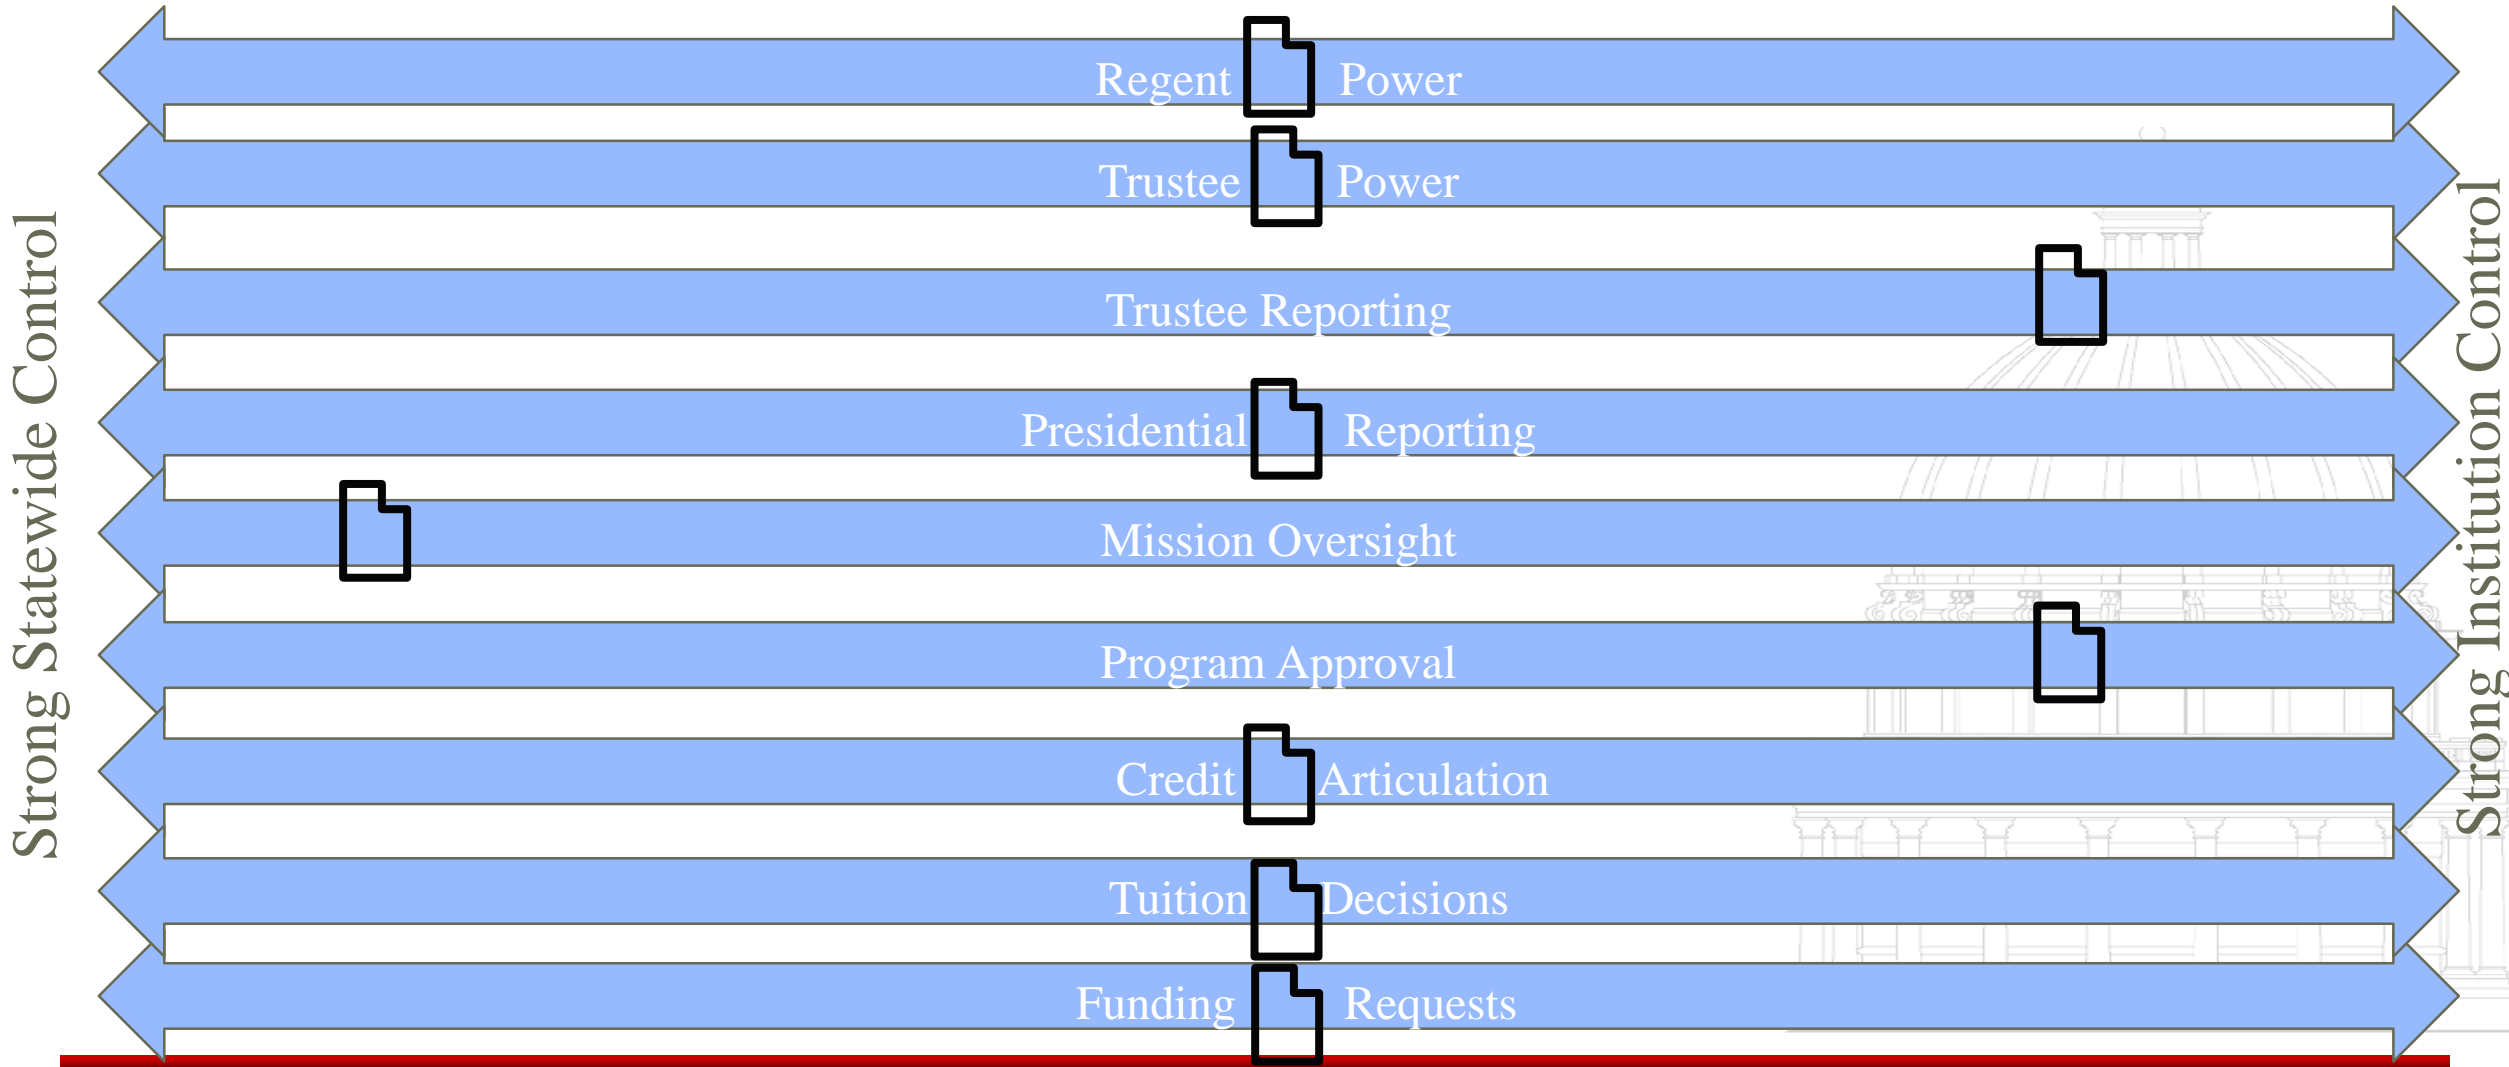 Strong Statewide Control
Regent Power
Trustee Power
Trustee Reporting
Presidential Reporting
Mission Oversight
Program Approval
Credit Articulation
Tuition Decisions
Funding Requests
Strong Institution Control